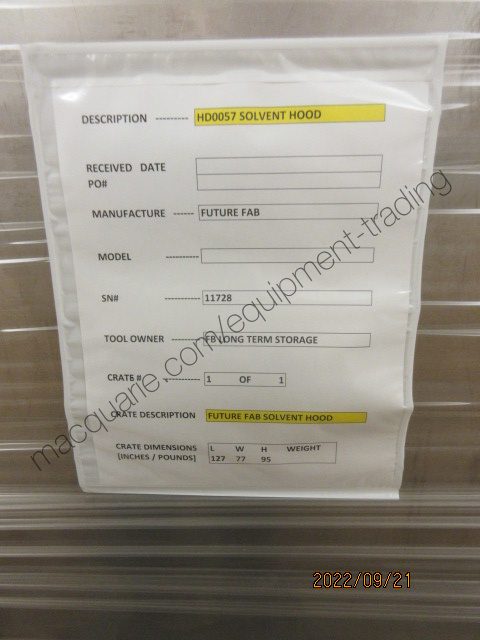 DESCRIPTION --------- HD0057 SOLVENT HOOD
RECEIVED DATE
PO#
MANUFACTURE ------ FUTURE FAB
MODEL ----------
SN# ------------------- 11728
TOOL OWNER --------- FB LONG TERM STORAGE
CRATE # ---------- 1 OF 1
CRATE DESCRIPTION FUTURE FAB SOLVENT HOOD
CRATE DIMENSIONS L W H WEIGHT
[INCHES / POUNDS] 127 77 95
macquarie.com/equipment-trading
2022/09/21